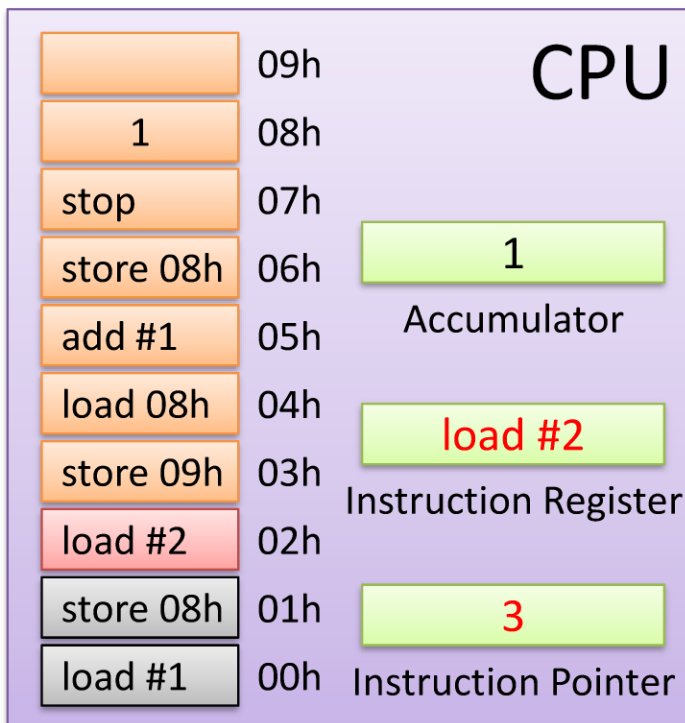 CPU
09h
1 08h
stop 07h
store 08h 06h
add #1 05h
load 08h 04h
store 09h 03h
load #2 02h
store 08h 01h
load #1 00h
1
Accumulator
load #2
Instruction Register
3
Instruction Pointer